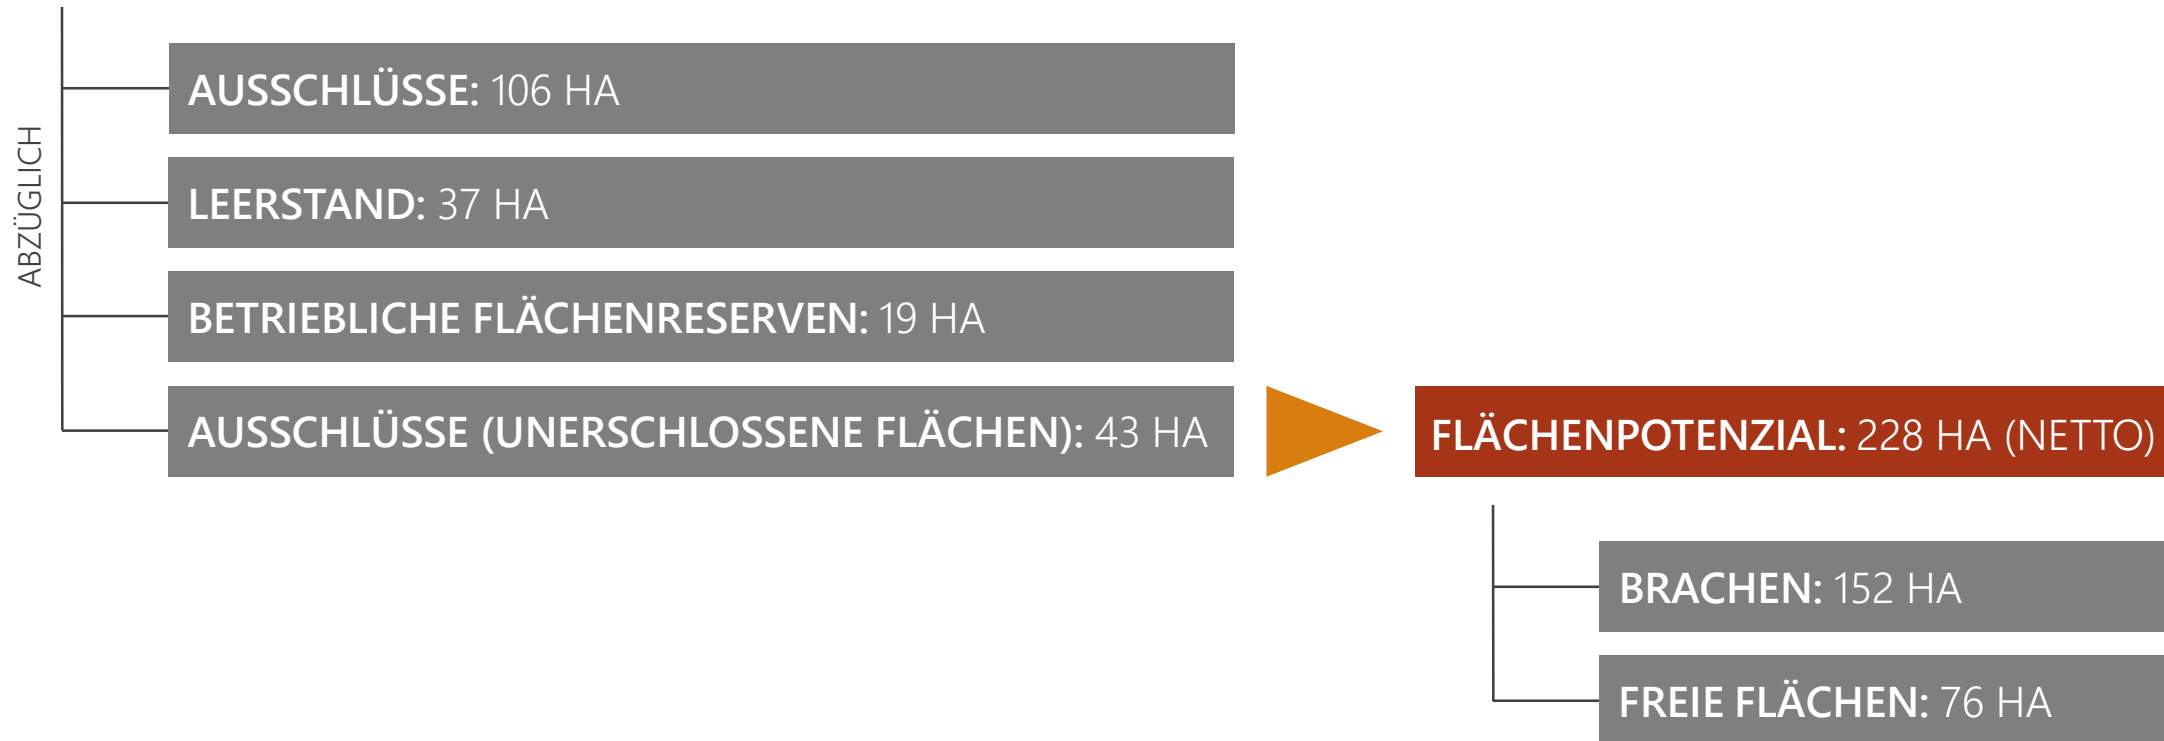 ABZÜGLICH
AUSSCHLÜSSE: 106 HA
LEERSTAND: 37 HA
BETRIEBLICHE FLÄCHENRESERVEN: 19 HA
AUSSCHLÜSSE (UNERSCHLOSSENE FLÄCHEN): 43 HA
FLÄCHENPOTENZIAL: 228 HA (NETTO)
BRACHEN: 152 HA
FREIE FLÄCHEN: 76 HA